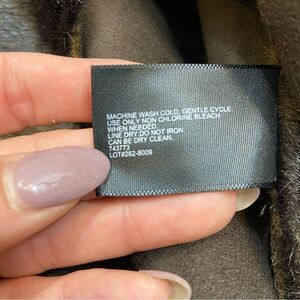 MACHINE WASH COLD, GENTLE CYCLE.
USE ONLY NON CHLORINE BLEACH
WHEN NEEDED.
LINE DRY.DO NOT IRON
CAN BE DRY CLEAN.
743773
LOT#262-8009